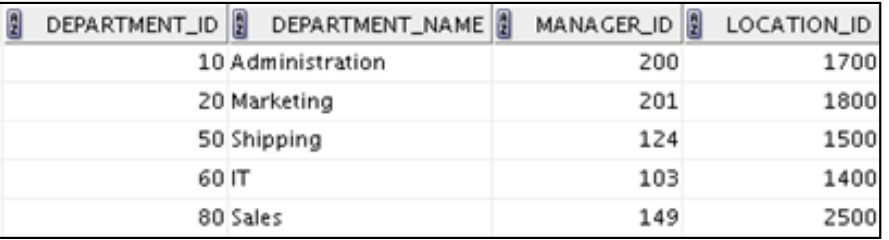 DEPARTMENT_ID DEPARTMENT_NAME MANAGER_ID LOCATION_ID
10 Administration 200 1700
20 Marketing 201 1800
50 Shipping 124 1500
60 IT 103 1400
80 Sales 149 2500